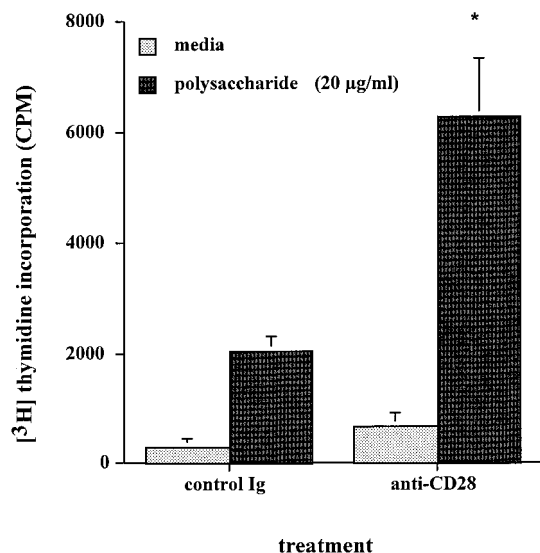 8000
*
media
polysaccharide (20 µg/ml)
6000
4000
2000
0
[3H] thymidine incorporation (CPM)
control Ig
anti-CD28
treatment